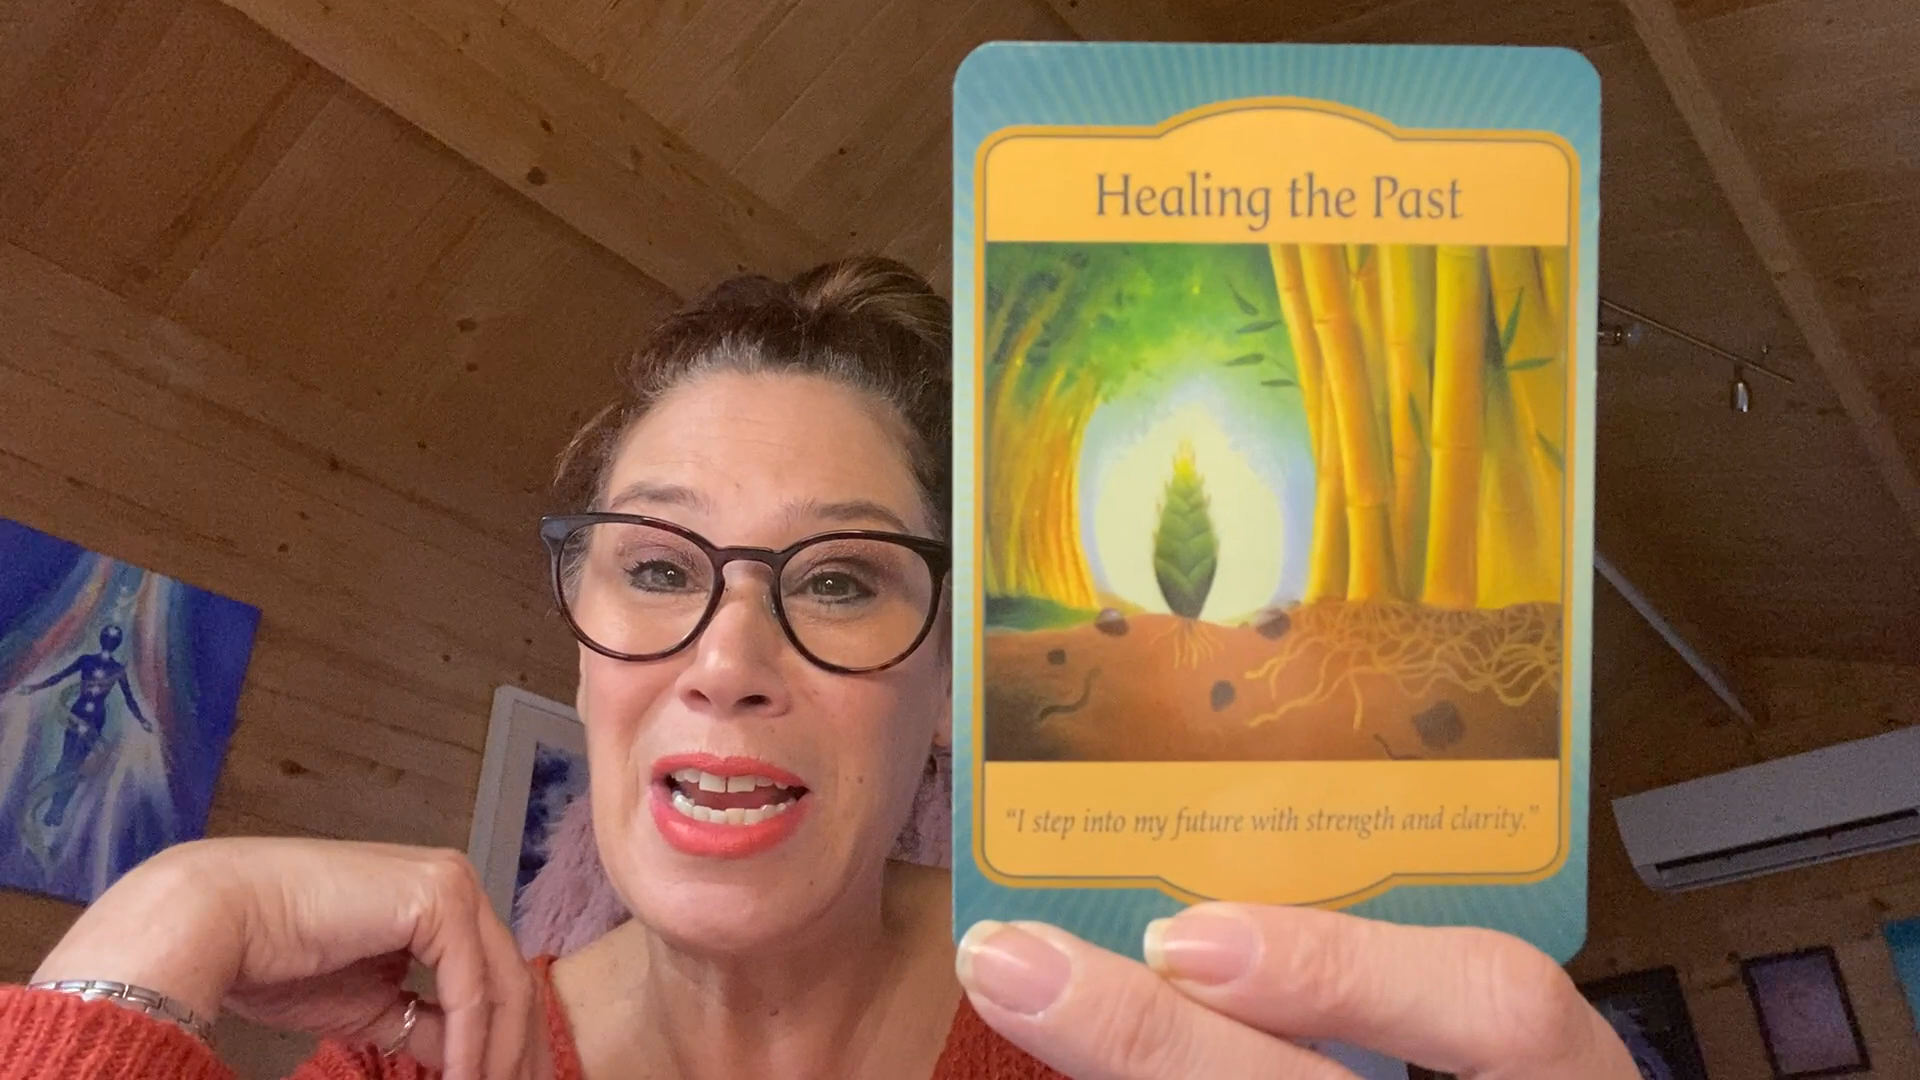 Healing the Past
"I step into my future with strength and clarity."